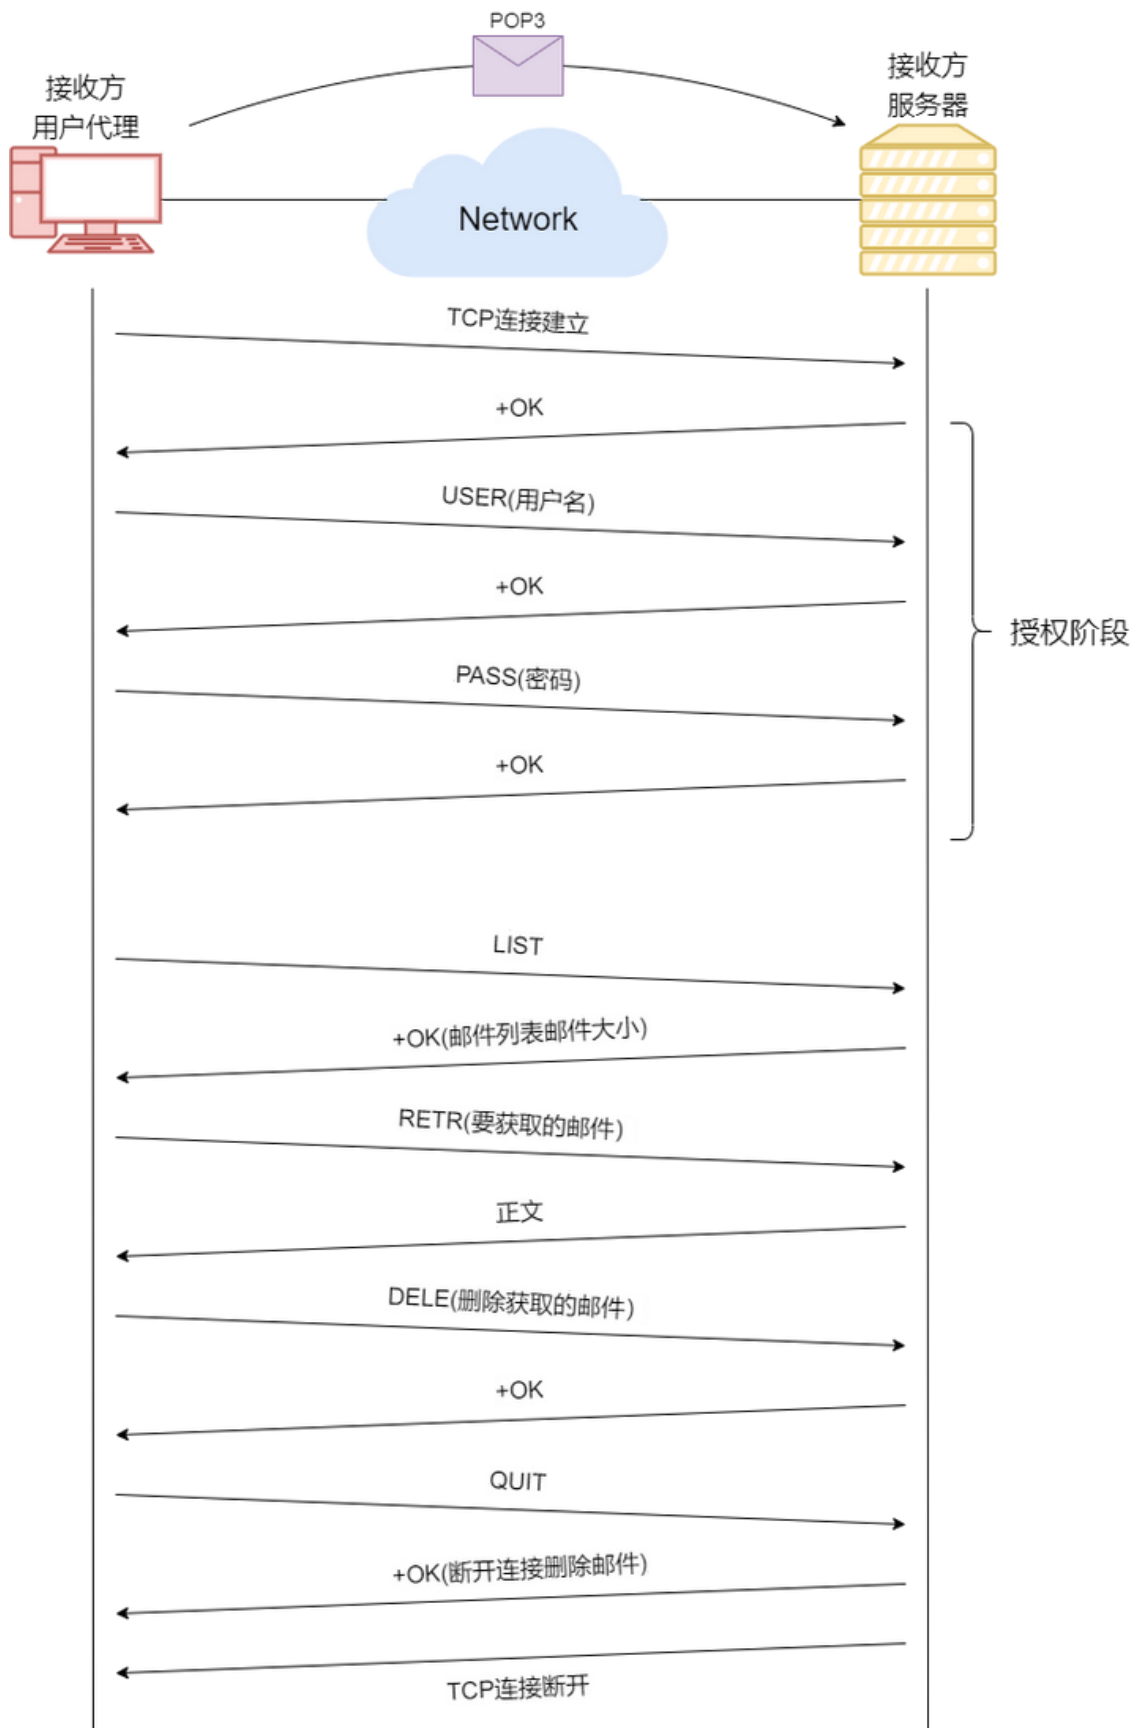 POP3
接收方
用户代理
接收方
服务器
Network
TCP连接建立
+OK
USER(用户名)
+OK
授权阶段
PASS(密码)
+OK
LIST
+OK(邮件列表邮件大小)
RETR(要获取的邮件)
正文
DELE(删除获取的邮件)
+OK
QUIT
+OK(断开连接删除邮件)
TCP连接断开